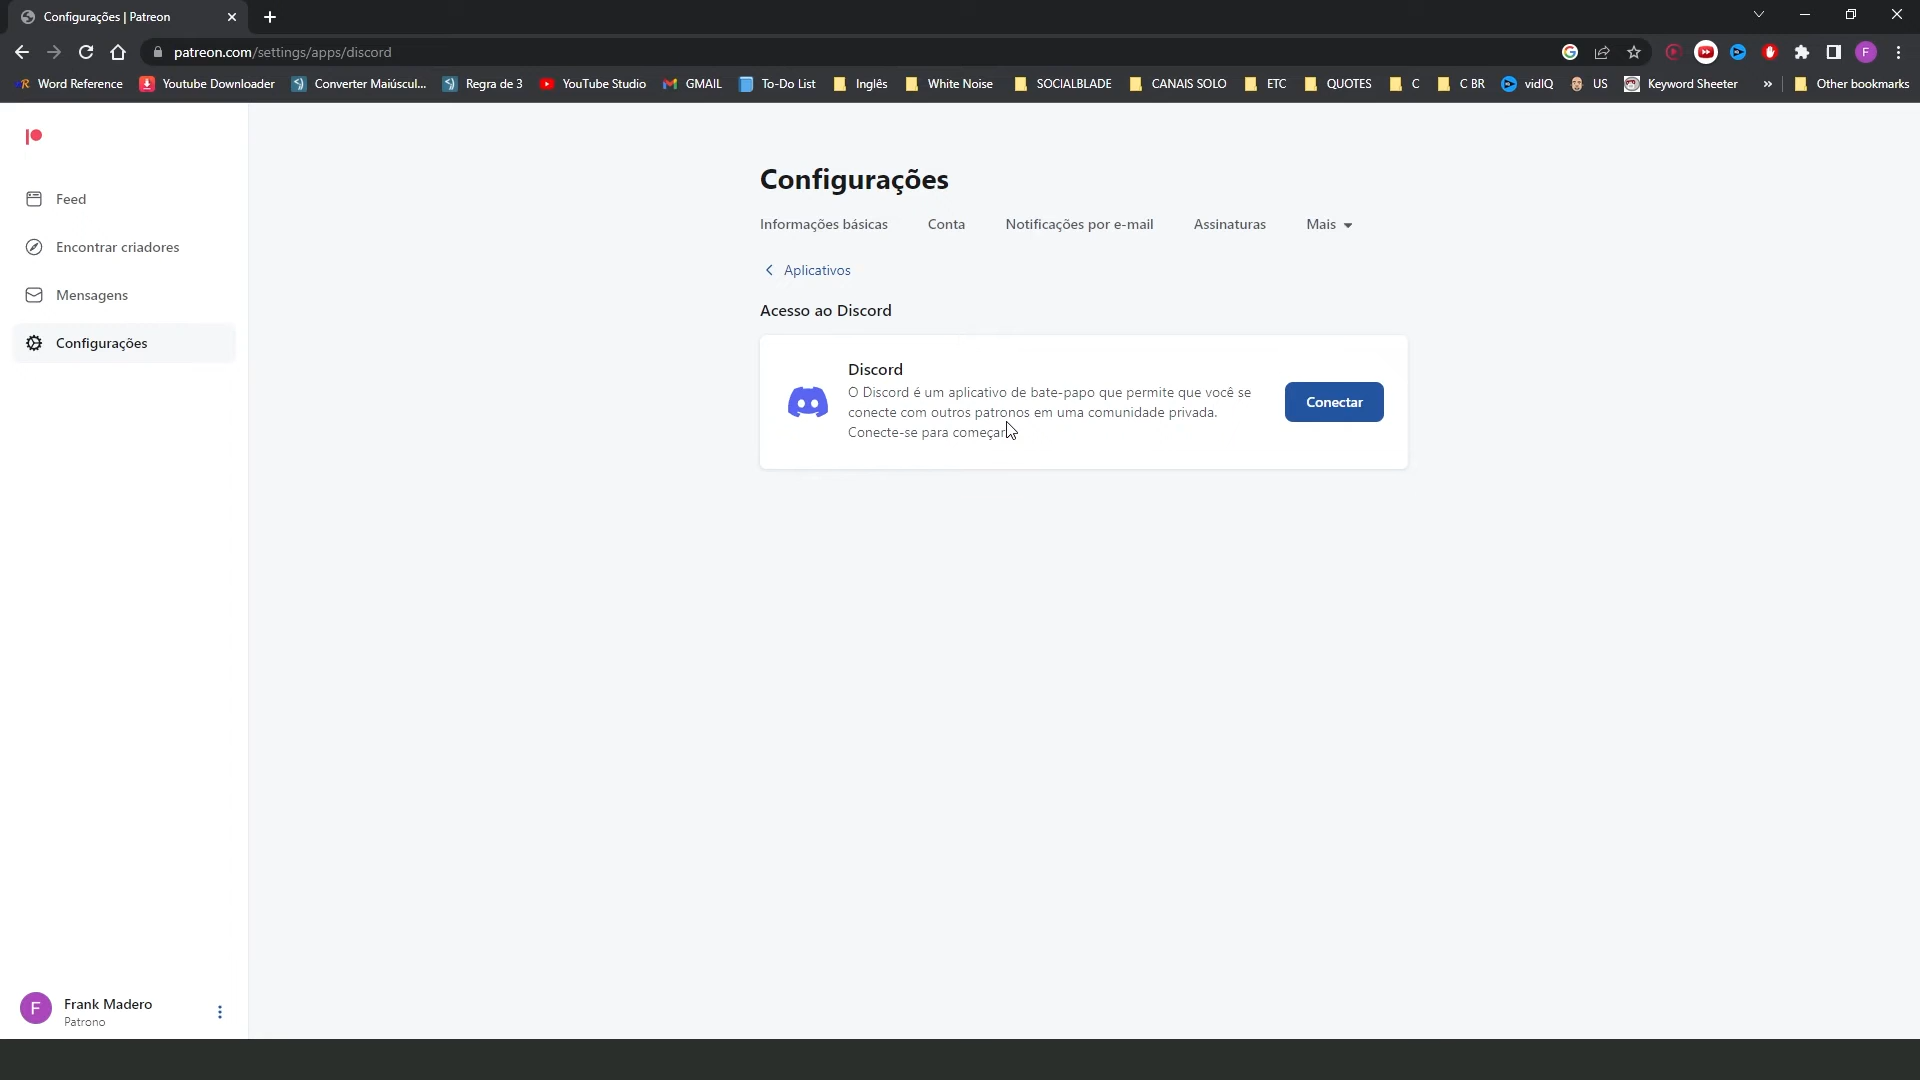 Configurações | Patreon
patreon.com/settings/apps/discord
F
Word Reference
Youtube Downloader
Converter Maiúscul...
Regra de 3
YouTube Studio
GMAIL
To-Do List
Inglês
White Noise
SOCIALBLADE
CANAIS SOLO
ETC
QUOTES
C
C BR
vidIQ
US
Keyword Sheeter
»
Other bookmarks
Feed
Encontrar criadores
Mensagens
Configurações
Configurações
Informações básicas
Conta
Notificações por e-mail
Assinaturas
Mais
Aplicativos
Acesso ao Discord
Discord
O Discord é um aplicativo de bate-papo que permite que você se
conecte com outros patronos em uma comunidade privada.
Conecte-se para começar
Conectar
F
Frank Madero
Patrono